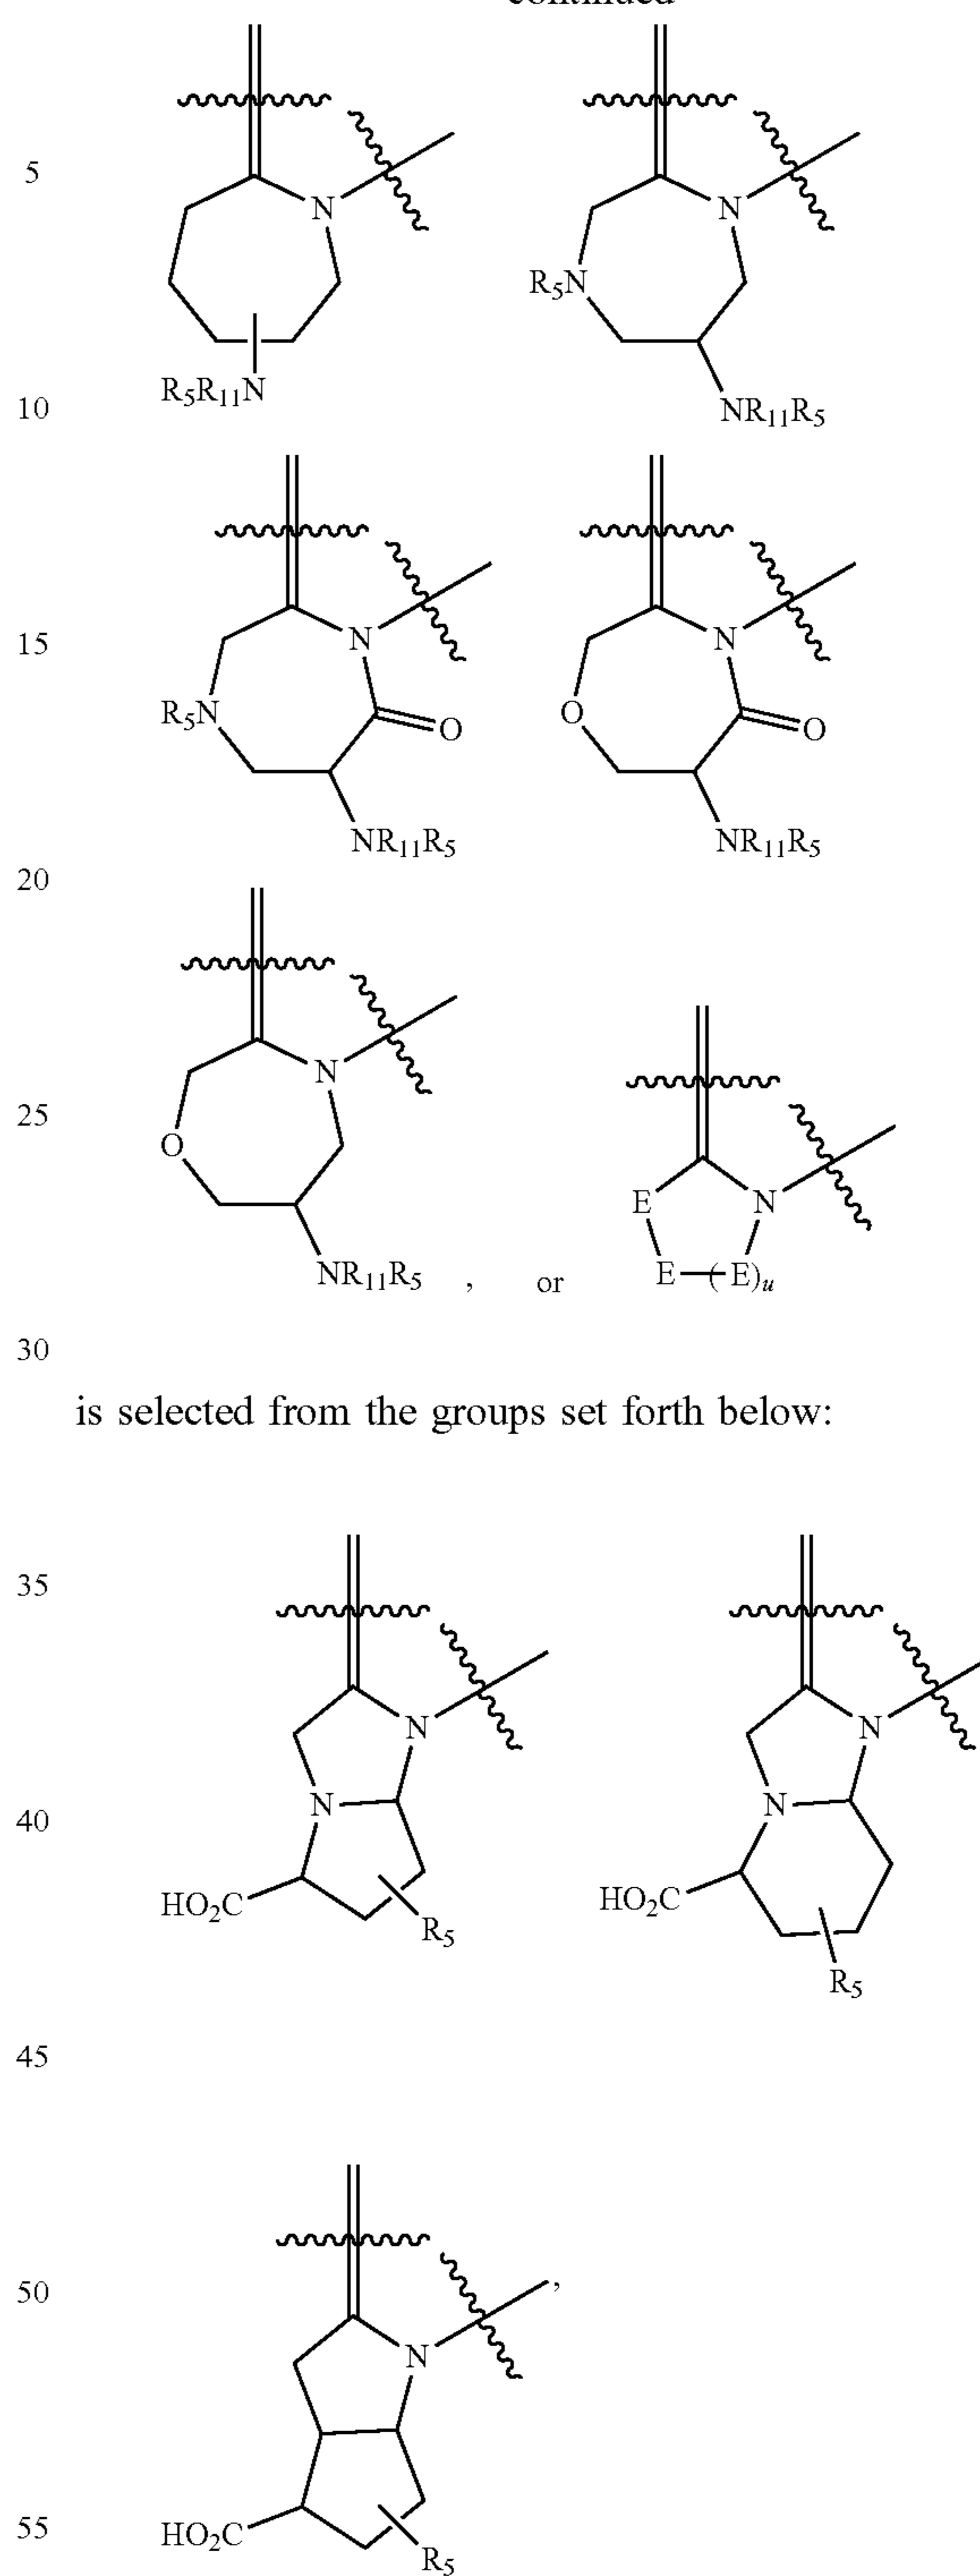 continued
5
N
N
R5N
R5R11N
10
NR11R5
15
N
N
R5N
O
O
O
NR11R5
NR11R5
20
N
25
O
E
N
E—(E)u
NR11R5 , or
30
is selected from the groups set forth below:
35
N
N
40
N
N
HO2C
HO2C
R5
R5
45
50
,
N
55
HO2C
R5